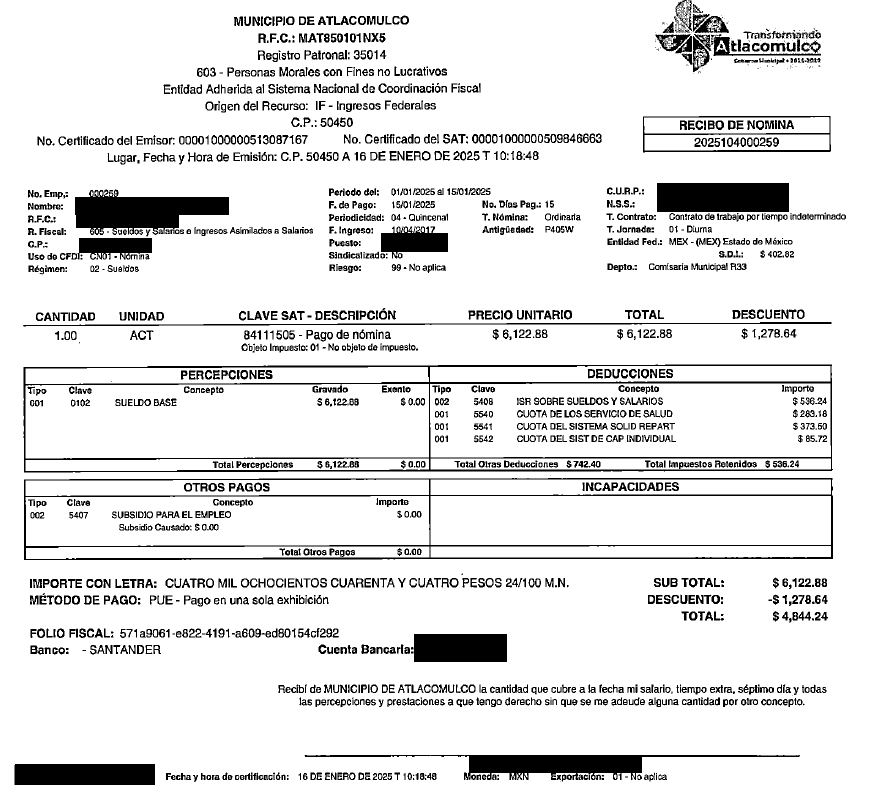 MUNICIPIO DE ATLACOMULCO
R.F.C.: MAT850101NX5
Registro Patronal: 35014
603 - Personas Morales con Fines no Lucrativos
Entidad Adherida al Sistema Nacional de Coordinación Fiscal
Origen del Recurso: IF - Ingresos Federales
C.P.: 50450
No. Certificado del Emisor: 00001000000513087167 No. Certificado del SAT: 00001000000509846663
Lugar, Fecha y Hora de Emisión: C.P. 50450 A 16 DE ENERO DE 2025 T 10:18:48
Transformando
Atlacomulco
RECIBO DE NOMINA
2025104000259
No. Emp.: 000259
Nombre:
R.F.C.:
R. Fiscal: 605 - Sueldos y Salarios e Ingresos Asimilados a Salarios
C.P.:
Uso de CFDI: CN01 - Nómina
Régimen: 02 - Sueldos
Periodo del: 01/01/2025 al 15/01/2025
F. de Pago: 15/01/2025 No. Días Pag.: 15
Periodicidad: 04 - Quincenal T. Nómina: Ordinaria
F. Ingreso: 10/04/2017 Antigüedad: P405W
Puesto:
Sindicalizado: No
Riesgo: 99 - No aplica
C.U.R.P.:
N.S.S.:
T. Contrato: Contrato de trabajo por tiempo indeterminado
T. Jornada: 01 - Diurna
Entidad Fed.: MEX - (MEX) Estado de México
S.D.I.: $ 402.82
Depto.: Comisaría Municipal R33
CANTIDAD UNIDAD CLAVE SAT - DESCRIPCIÓN PRECIO UNITARIO TOTAL DESCUENTO
1.00 ACT 84111505 - Pago de nómina $ 6,122.88 $ 6,122.88 $ 1,278.64
Objeto Impuesto: 01 - No objeto de impuesto.
PERCEPCIONES
Tipo Clave Concepto Gravado Exento
001 0102 SUELDO BASE $ 6,122.88 $ 0.00
Total Percepciones $ 6,122.88 $ 0.00
DEDUCCIONES
Tipo Clave Concepto Importe
002 5408 ISR SOBRE SUELDOS Y SALARIOS $ 536.24
001 5540 CUOTA DE LOS SERVICIO DE SALUD $ 283.18
001 5541 CUOTA DEL SISTEMA SOLID REPART $ 373.50
001 5542 CUOTA DEL SIST DE CAP INDIVIDUAL $ 85.72
Total Otras Deducciones $ 742.40 Total Impuestos Retenidos $ 536.24
OTROS PAGOS
Tipo Clave Concepto Importe
002 5407 SUBSIDIO PARA EL EMPLEO $ 0.00
Subsidio Causado: $ 0.00
Total Otros Pagos $ 0.00
INCAPACIDADES
IMPORTE CON LETRA: CUATRO MIL OCHOCIENTOS CUARENTA Y CUATRO PESOS 24/100 M.N.
MÉTODO DE PAGO: PUE - Pago en una sola exhibición
SUB TOTAL: $ 6,122.88
DESCUENTO: -$ 1,278.64
TOTAL: $ 4,844.24
FOLIO FISCAL: 571a9061-e822-4191-a609-ed80154cf292
Banco: - SANTANDER Cuenta Bancaria:
Recibí de MUNICIPIO DE ATLACOMULCO la cantidad que cubre a la fecha mi salario, tiempo extra, séptimo día y todas
las percepciones y prestaciones a que tengo derecho sin que se me adeude alguna cantidad por otro concepto.
Fecha y hora de certificación: 16 DE ENERO DE 2025 T 10:18:48 Moneda: MXN Exportación: 01 - No aplica